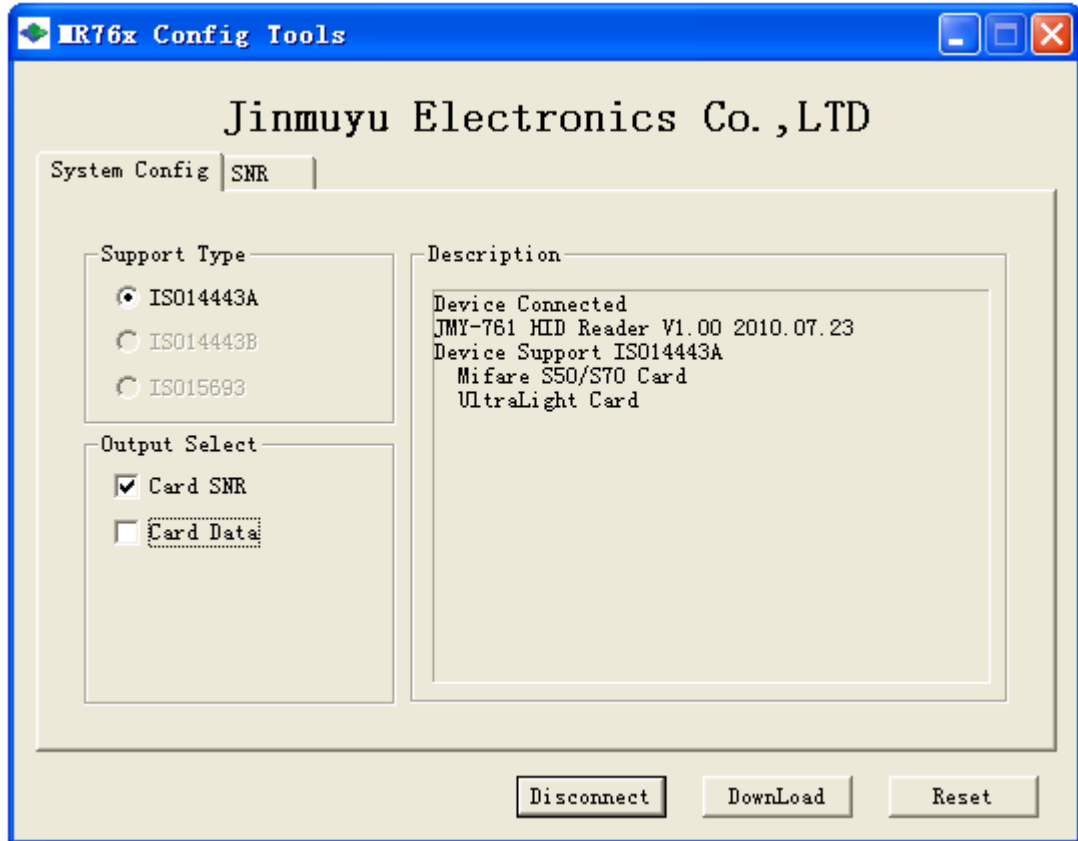 MR76x Config Tools
Jinmuyu Electronics Co.,LTD
System Config
SNR
Support Type
ISO14443A
ISO14443B
ISO15693
Output Select
Card SNR
Card Data
Description
Device Connected
JMY-761 HID Reader V1.00 2010.07.23
Device Support ISO14443A
Mifare S50/S70 Card
UltraLight Card
Disconnect
DownLoad
Reset